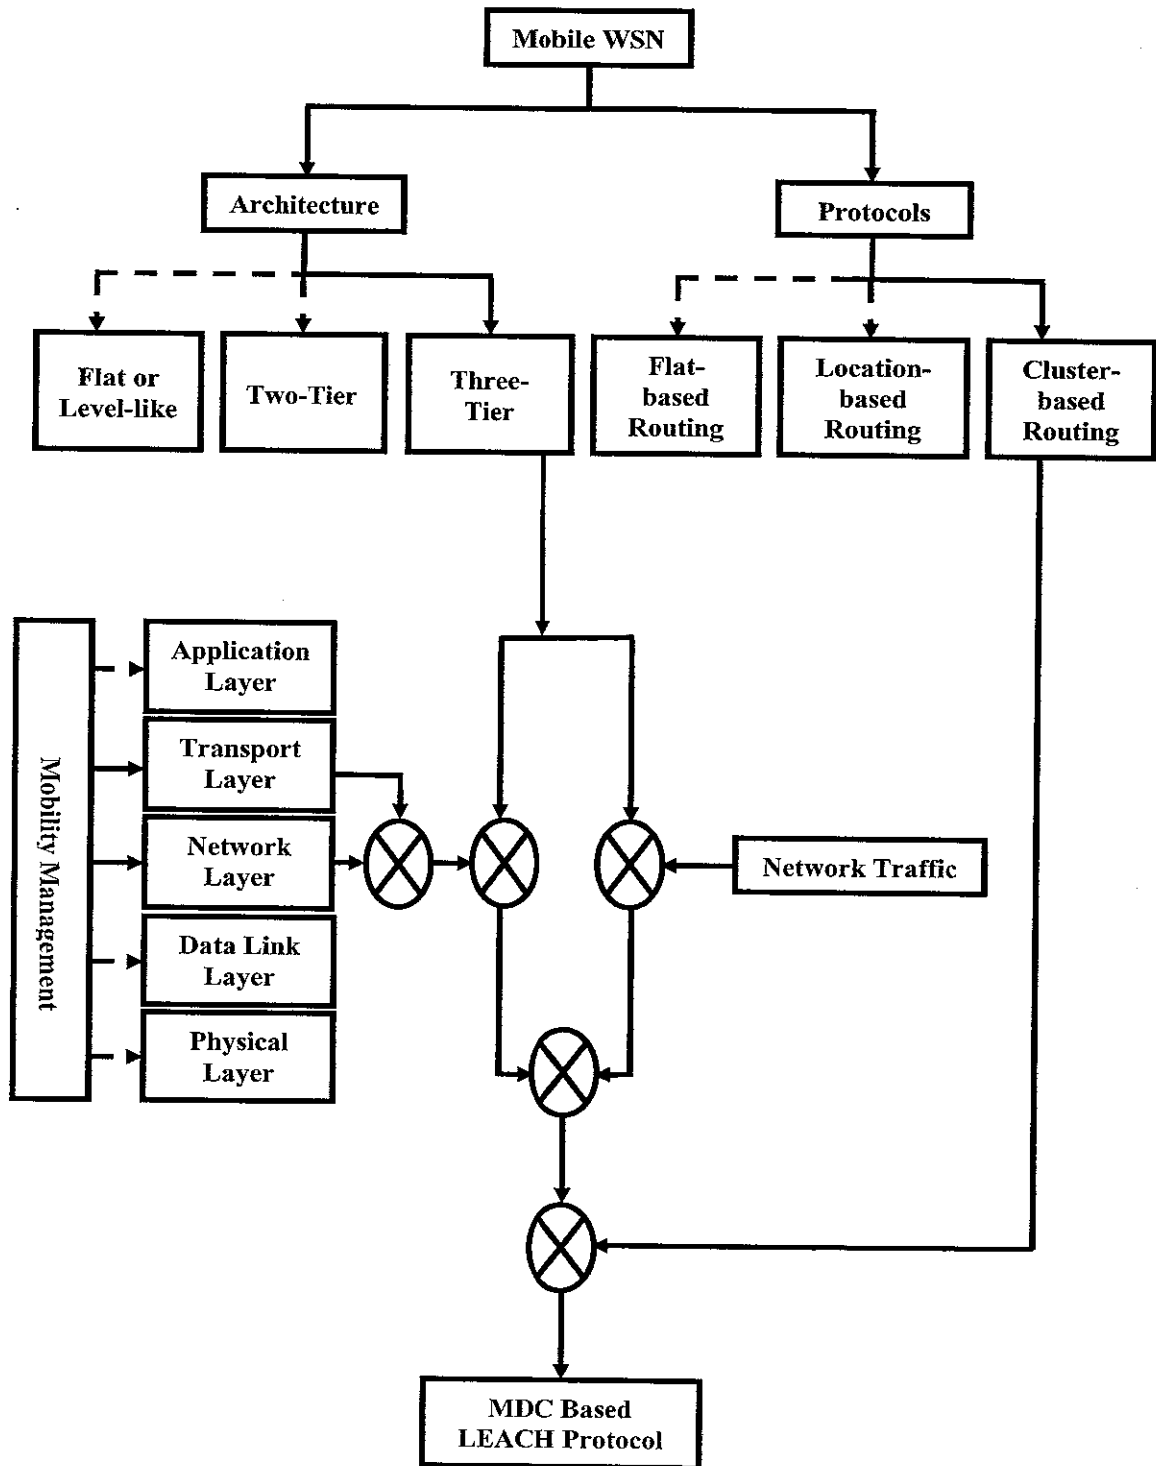 Mobile WSN
Architecture
Protocols
Flat or
Level-like
Two-Tier
Three-
Tier
Flat-
based
Routing
Location-
based
Routing
Cluster-
based
Routing
Mobility Management
Application
Layer
Transport
Layer
Network
Layer
Data Link
Layer
Physical
Layer
Network Traffic
MDC Based
LEACH Protocol